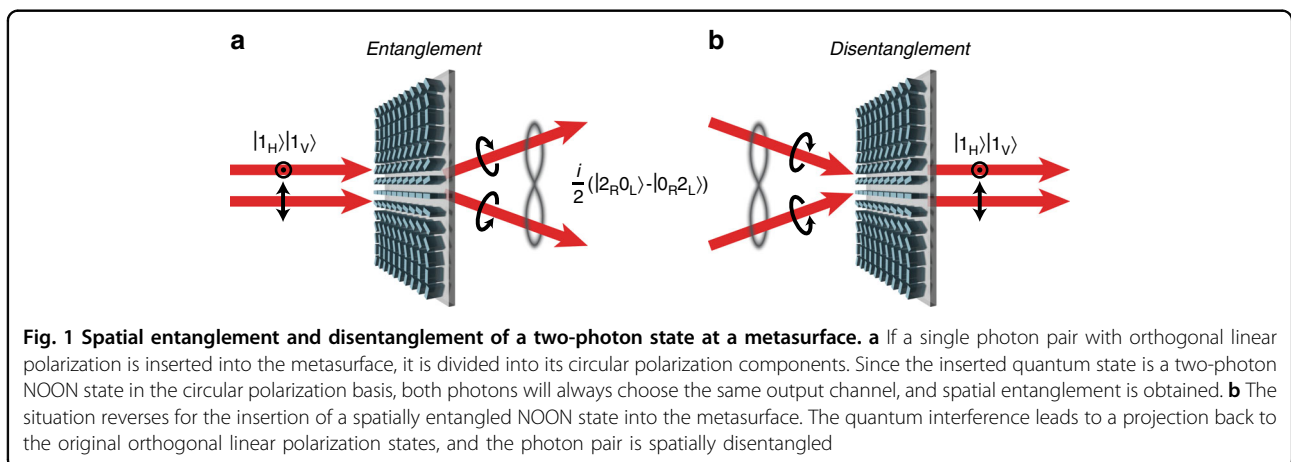 a
Entanglement
|1H⟩|1V⟩
i/2 (|2R0L⟩-|0R2L⟩)
b
Disentanglement
|1H⟩|1V⟩
Fig. 1 Spatial entanglement and disentanglement of a two-photon state at a metasurface. a If a single photon pair with orthogonal linear
polarization is inserted into the metasurface, it is divided into its circular polarization components. Since the inserted quantum state is a two-photon
NOON state in the circular polarization basis, both photons will always choose the same output channel, and spatial entanglement is obtained. b The
situation reverses for the insertion of a spatially entangled NOON state into the metasurface. The quantum interference leads to a projection back to
the original orthogonal linear polarization states, and the photon pair is spatially disentangled